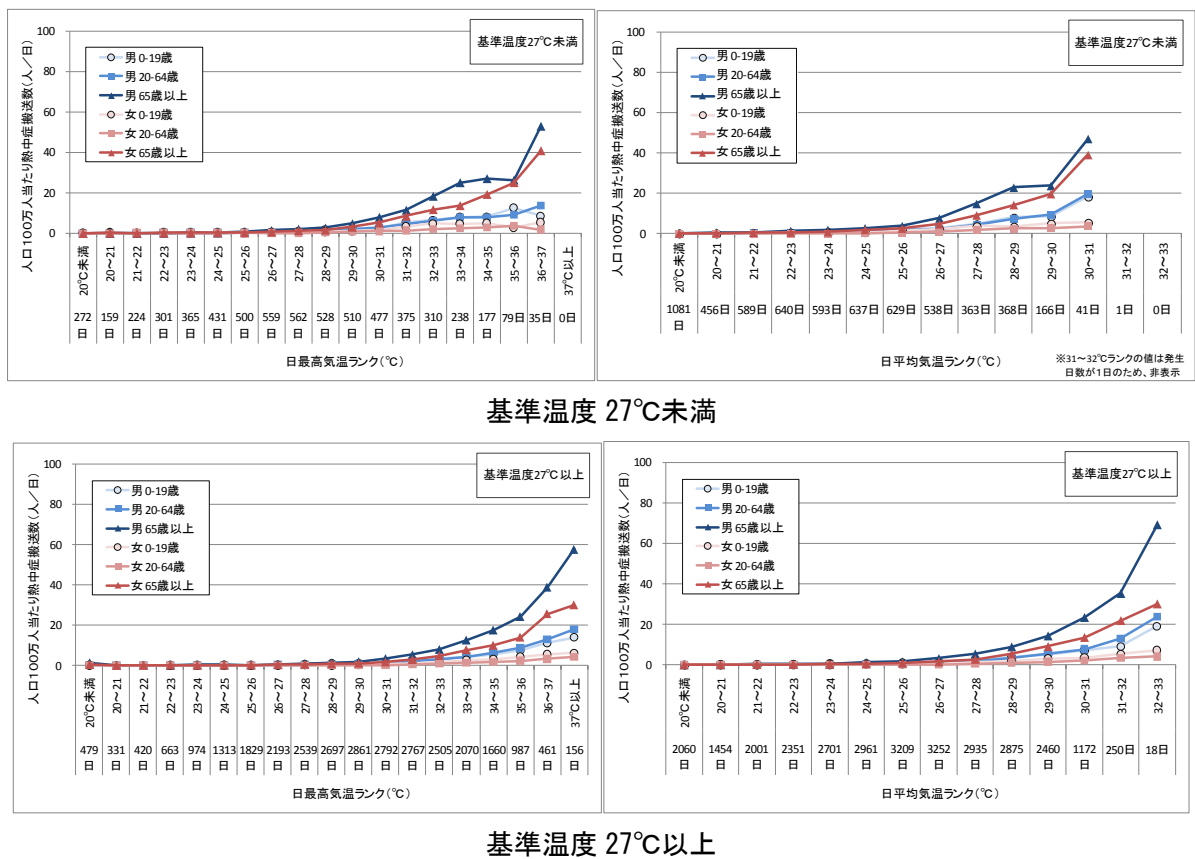 人口100万人当たり熱中症搬送数(人／日)
100
80
60
40
20
0
基準温度27℃未満
男 0-19歳
男 20-64歳
男 65歳以上
女 0-19歳
女 20-64歳
女 65歳以上
20℃未満 20～21 21～22 22～23 23～24 24～25 25～26 26～27 27～28 28～29 29～30 30～31 31～32 32～33 33～34 34～35 35～36 36～37 37℃以上
272日 159日 224日 301日 365日 431日 500日 559日 562日 528日 510日 477日 375日 310日 238日 177日 79日 35日 0日
日最高気温ランク(℃)
人口100万人当たり熱中症搬送数(人／日)
100
80
60
40
20
0
基準温度27℃未満
男 0-19歳
男 20-64歳
男 65歳以上
女 0-19歳
女 20-64歳
女 65歳以上
20℃未満 20～21 21～22 22～23 23～24 24～25 25～26 26～27 27～28 28～29 29～30 30～31 31～32 32～33
1081日 456日 589日 640日 593日 637日 629日 538日 363日 368日 166日 41日 1日 0日
日平均気温ランク(℃)
※31～32℃ランクの値は発生
日数が1日のため、非表示
基準温度 27℃未満
人口100万人当たり熱中症搬送数(人／日)
100
80
60
40
20
0
基準温度27℃以上
男 0-19歳
男 20-64歳
男 65歳以上
女 0-19歳
女 20-64歳
女 65歳以上
20℃未満 20～21 21～22 22～23 23～24 24～25 25～26 26～27 27～28 28～29 29～30 30～31 31～32 32～33 33～34 34～35 35～36 36～37 37℃以上
479日 331日 420日 663日 974日 1313日 1829日 2193日 2539日 2697日 2861日 2792日 2767日 2505日 2070日 1660日 987日 461日 156日
日最高気温ランク(℃)
人口100万人当たり熱中症搬送数(人／日)
100
80
60
40
20
0
基準温度27℃以上
男 0-19歳
男 20-64歳
男 65歳以上
女 0-19歳
女 20-64歳
女 65歳以上
20℃未満 20～21 21～22 22～23 23～24 24～25 25～26 26～27 27～28 28～29 29～30 30～31 31～32 32～33
2060日 1454日 2001日 2351日 2701日 2961日 3209日 3252日 2935日 2875日 2460日 1172日 250日 18日
日平均気温ランク(℃)
基準温度 27℃以上